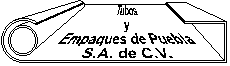 Tubos
y
Empaques de Puebla
S.A. de C.V.